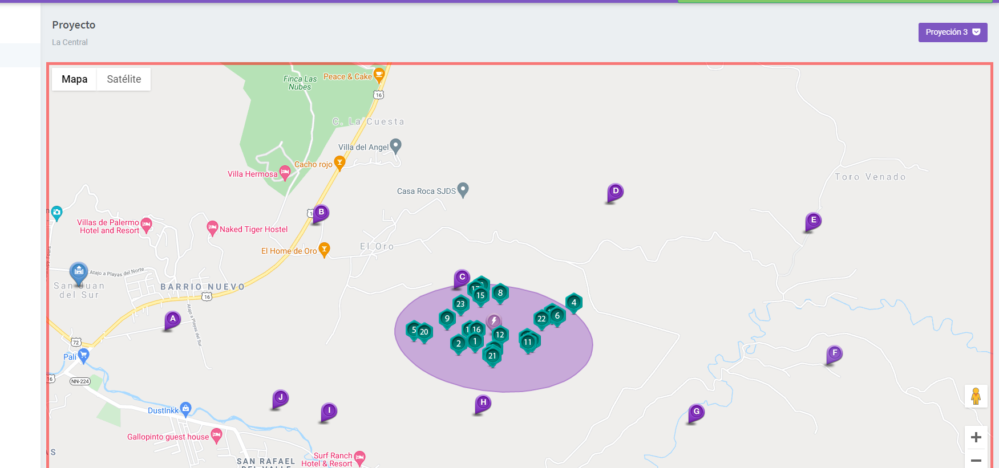 Proyecto
La Central
Proyeción 3
Mapa
Satélite
Finca Las
Nubes
Peace & Cake
16
C. La Cuesta
Villa del Angel
Cacho rojo
Villa Hermosa
Toro Venado
Casa Roca SJDS
D
B
E
Villas de Palermo
Hotel and Resort
Naked Tiger Hostel
El Oro
El Home de Oro
Atajo a Playas del Norte
San Juan
del Sur
BARRIO NUEVO
16
C
15
8
23
4
22
6
9
A
Atajo a Playas del Sur
5
20
16
12
2
1
11
21
72
Palí
F
16
NN-224
J
I
H
G
DustInkk
Gallopinto guest house
SAN RAFAEL
DEL VALLE
Surf Ranch
Hotel & Resort